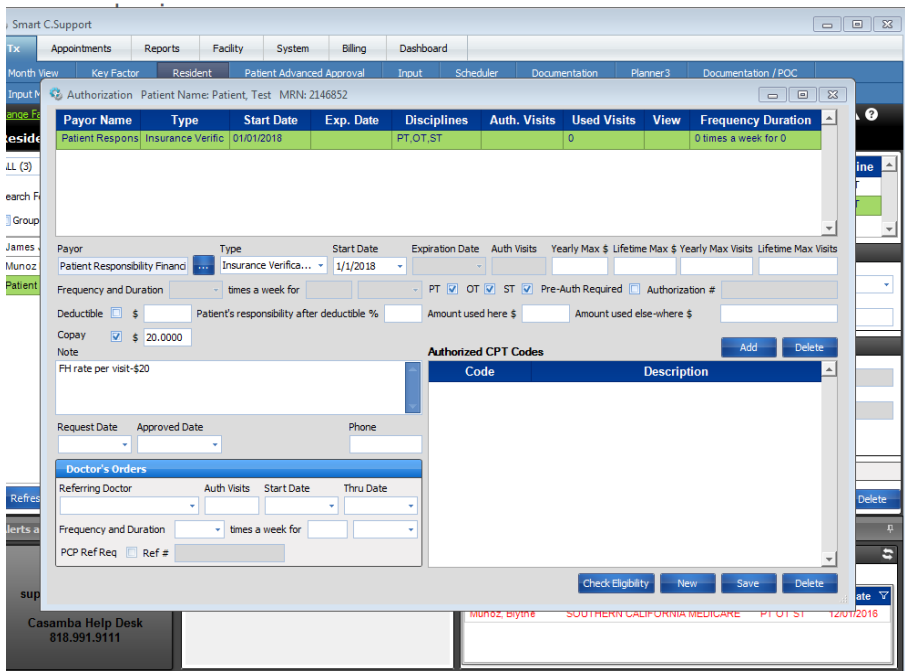 Smart C.Support
Tx Appointments Reports Facility System Billing Dashboard
Month View Key Factor Resident Patient Advanced Approval Input Scheduler Documentation Planner3 Documentation / POC
Input
Authorization Patient Name: Patient, Test MRN: 2146852
Payor Name Type Start Date Exp. Date Disciplines Auth. Visits Used Visits View Frequency Duration
Patient Respons Insurance Verific 01/01/2018 PT,OT,ST 0 0 times a week for 0
(3)
Group
James
Munoz
Patient
Payor Type Start Date Expiration Date Auth Visits Yearly Max $ Lifetime Max $ Yearly Max Visits Lifetime Max Visits
Patient Responsibility Financi ... Insurance Verifica... 1/1/2018
Frequency and Duration times a week for PT OT ST Pre-Auth Required Authorization #
Deductible $ Patient's responsibility after deductible % Amount used here $ Amount used else-where $
Copay $ 20.0000
Note
Authorized CPT Codes Add Delete
FH rate per visit-$20
Code Description
Request Date Approved Date Phone
Doctor's Orders
Referring Doctor Auth Visits Start Date Thru Date
Frequency and Duration times a week for
PCP Ref Req Ref #
Refres
Delete
Check Eligibility New Save Delete
sup
Casamba Help Desk
818.991.9111
Munoz, Blythe SOUTHERN CALIFORNIA MEDICARE PT OT ST 12/01/2016